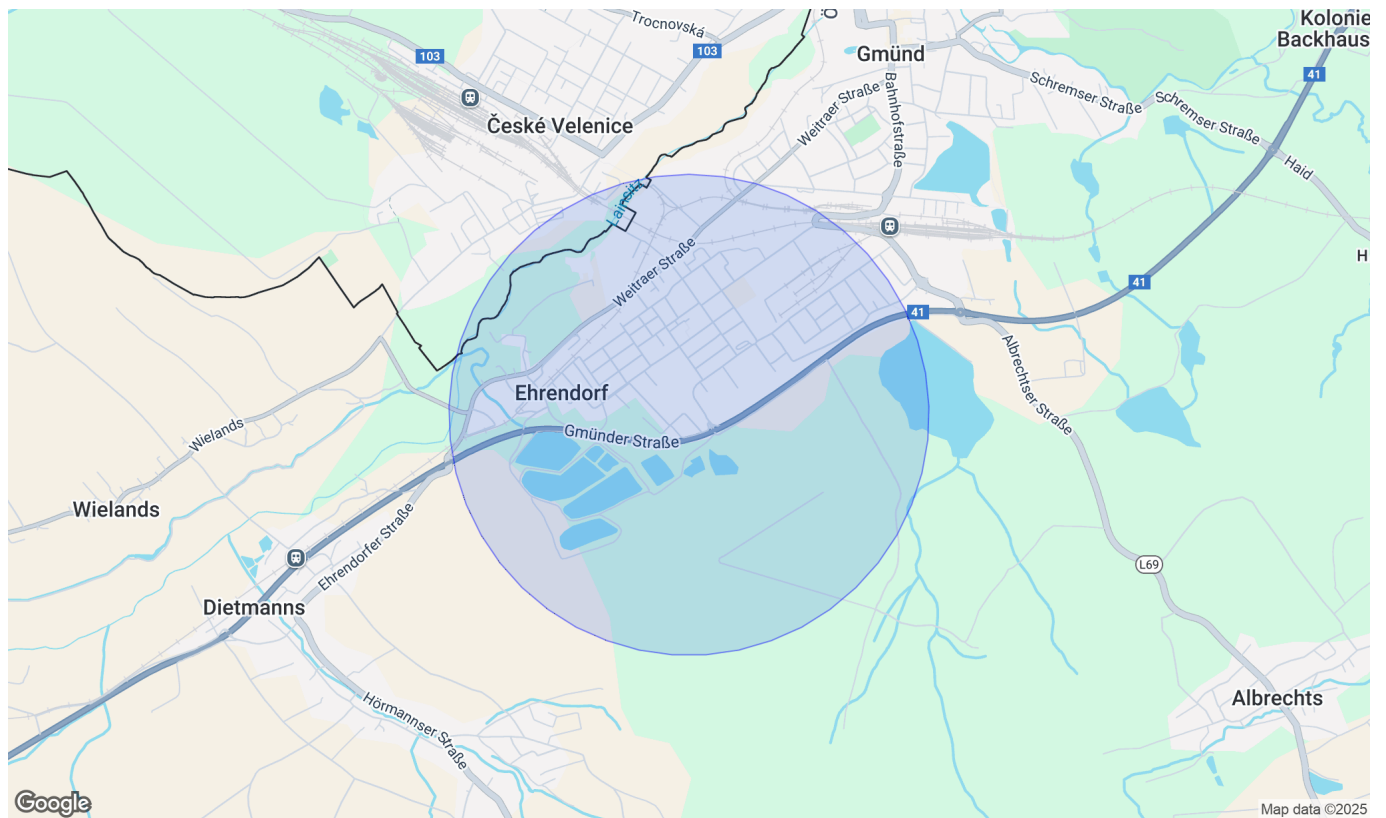 Trocnovská
Kolonie
Backhaus
103
103
Gmünd
41
Schremser Straße
Schremser Straße
Weitraer Straße
Bahnhofstraße
České Velenice
Haid
Lainsitz
H
Weitraer Straße
41
41
Albrechtser Straße
Ehrendorf
Gmünder Straße
Wielands
Wielands
Ehrendorfer Straße
L69
Dietmanns
Albrechts
Hörmannser Straße
Google
Map data ©2025